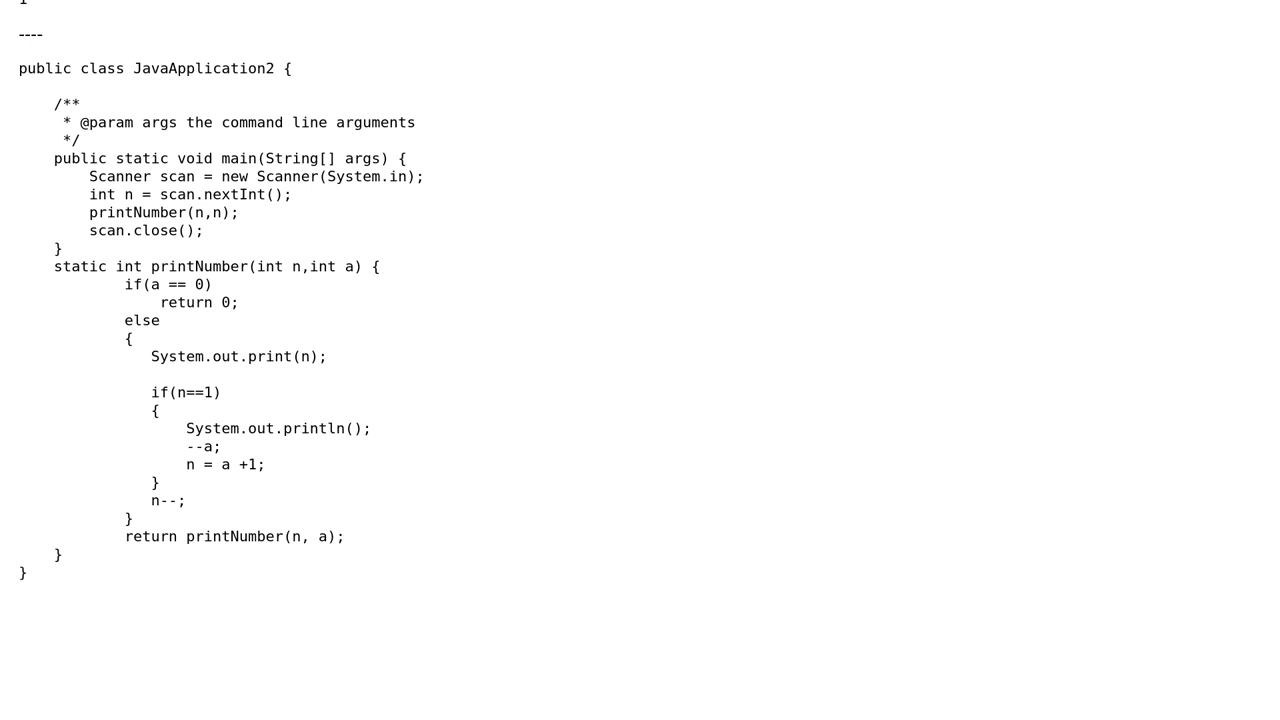 1
----
public class JavaApplication2 {
    /**
     * @param args the command line arguments
     */
    public static void main(String[] args) {
        Scanner scan = new Scanner(System.in);
        int n = scan.nextInt();
        printNumber(n,n);
        scan.close();
    }
    static int printNumber(int n,int a) {
            if(a == 0)
                return 0;
            else
            {
               System.out.print(n);
               if(n==1)
               {
                   System.out.println();
                   --a;
                   n = a +1;
               }
               n--;
            }
            return printNumber(n, a);
    }
}